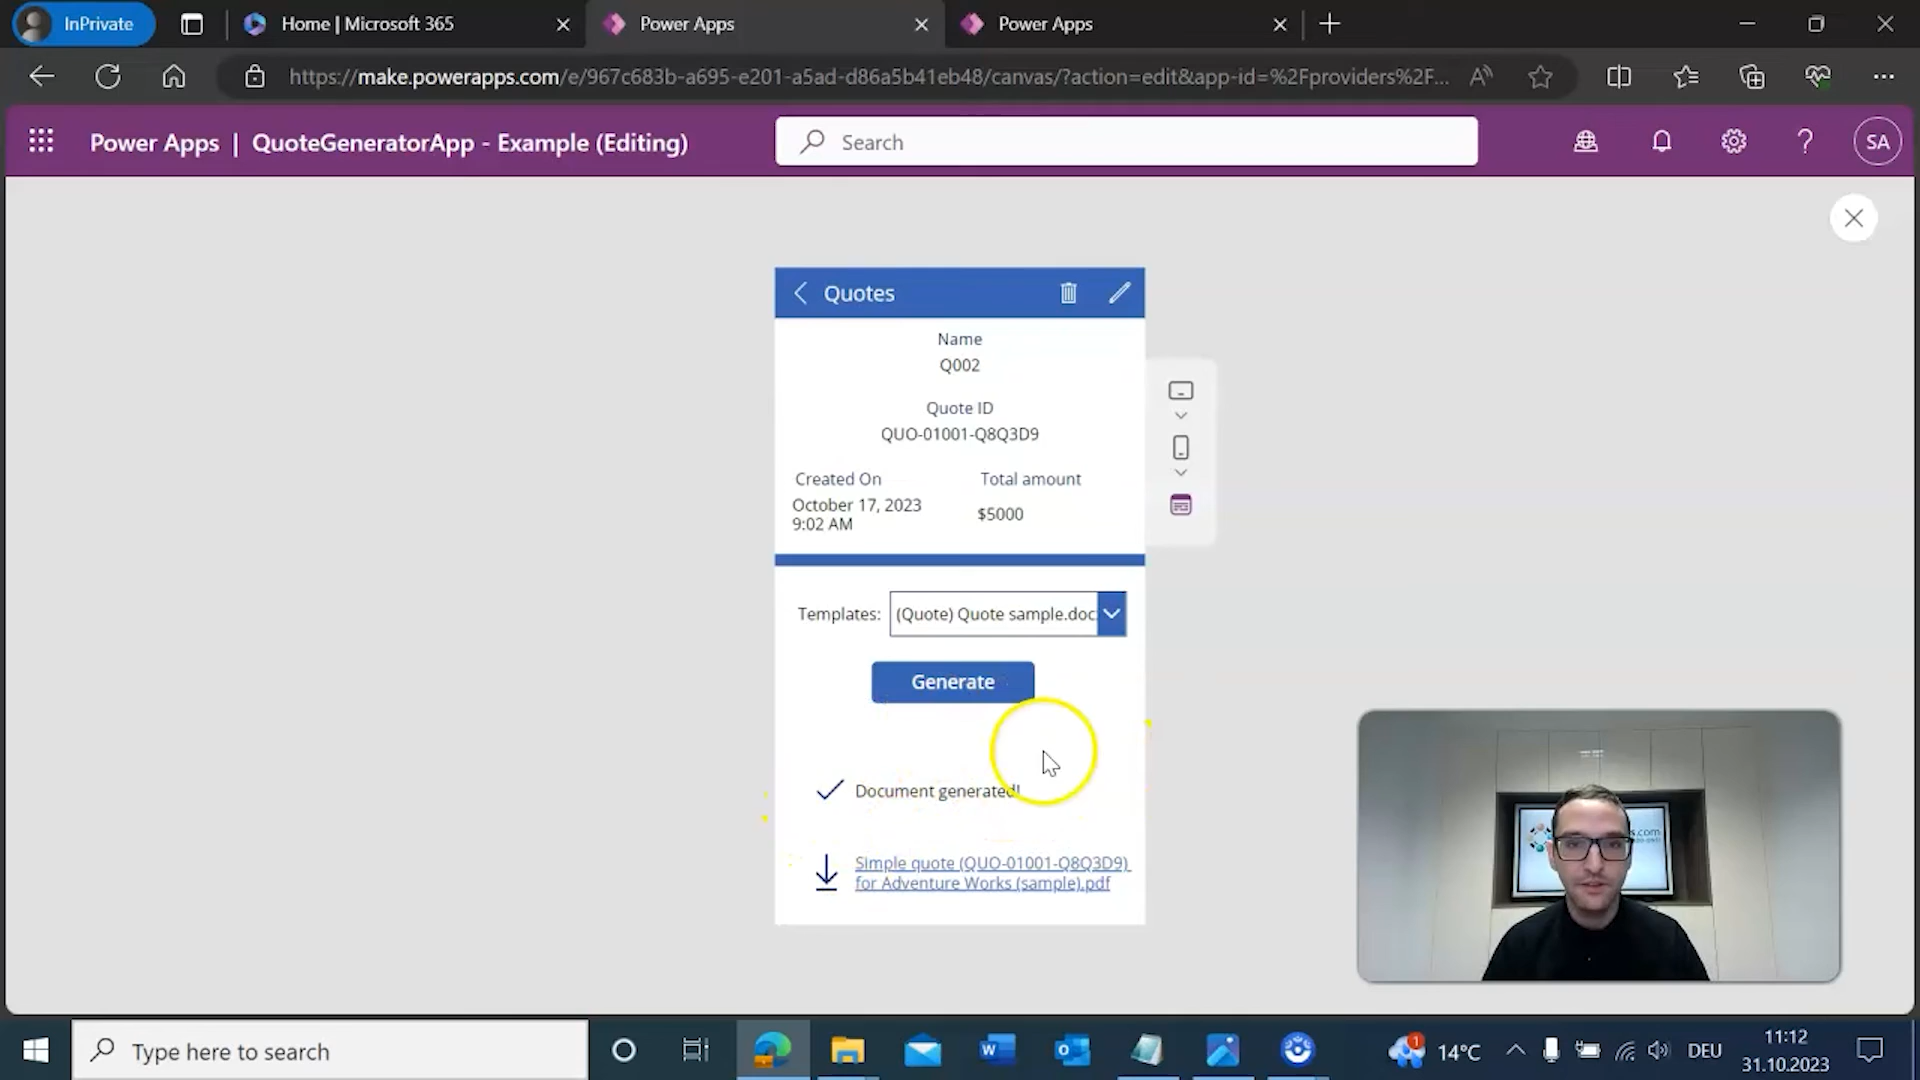 InPrivate
Home | Microsoft 365
Power Apps
Power Apps
https://make.powerapps.com/e/967c683b-a695-e201-a5ad-d86a5b41eb48/canvas/?action=edit&app-id=%2Fproviders%2F...
Power Apps | QuoteGeneratorApp - Example (Editing)
Search
SA
Quotes
Name
Q002
Quote ID
QUO-01001-Q8Q3D9
Created On
Total amount
October 17, 2023
9:02 AM
$5000
Templates:
(Quote) Quote sample.doc
Generate
Document generated!
Simple quote (QUO-01001-Q8Q3D9)
for Adventure Works (sample).pdf
Type here to search
1
14°C
DEU
11:12
31.10.2023